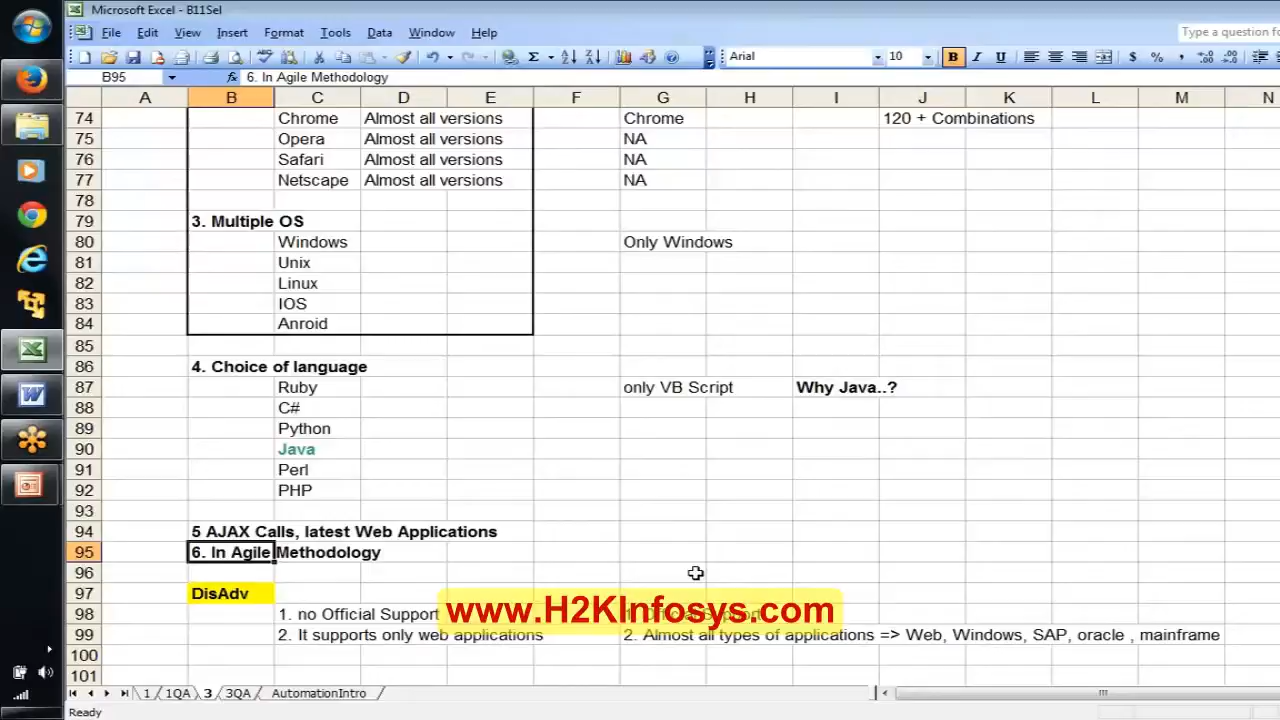 Microsoft Excel - B11Sel
File Edit View Insert Format Tools Data Window Help Type a question
Arial 10 B I U
B95 fx 6. In Agile Methodology
A B C D E F G H I J K L M N
74 Chrome Almost all versions Chrome 120 + Combinations
75 Opera Almost all versions NA
76 Safari Almost all versions NA
77 Netscape Almost all versions NA
78
79 3. Multiple OS
80 Windows Only Windows
81 Unix
82 Linux
83 IOS
84 Anroid
85
86 4. Choice of language
87 Ruby only VB Script Why Java..?
88 C#
89 Python
90 Java
91 Perl
92 PHP
93
94 5 AJAX Calls, latest Web Applications
95 6. In Agile Methodology
96
97 DisAdv
www.H2KInfosys.com
98 1. no Official Support 1. Official Support
99 2. It supports only web applications 2. Almost all types of applications => Web, Windows, SAP, oracle , mainframe
100
101
1 1QA 3 3QA AutomationIntro
Ready